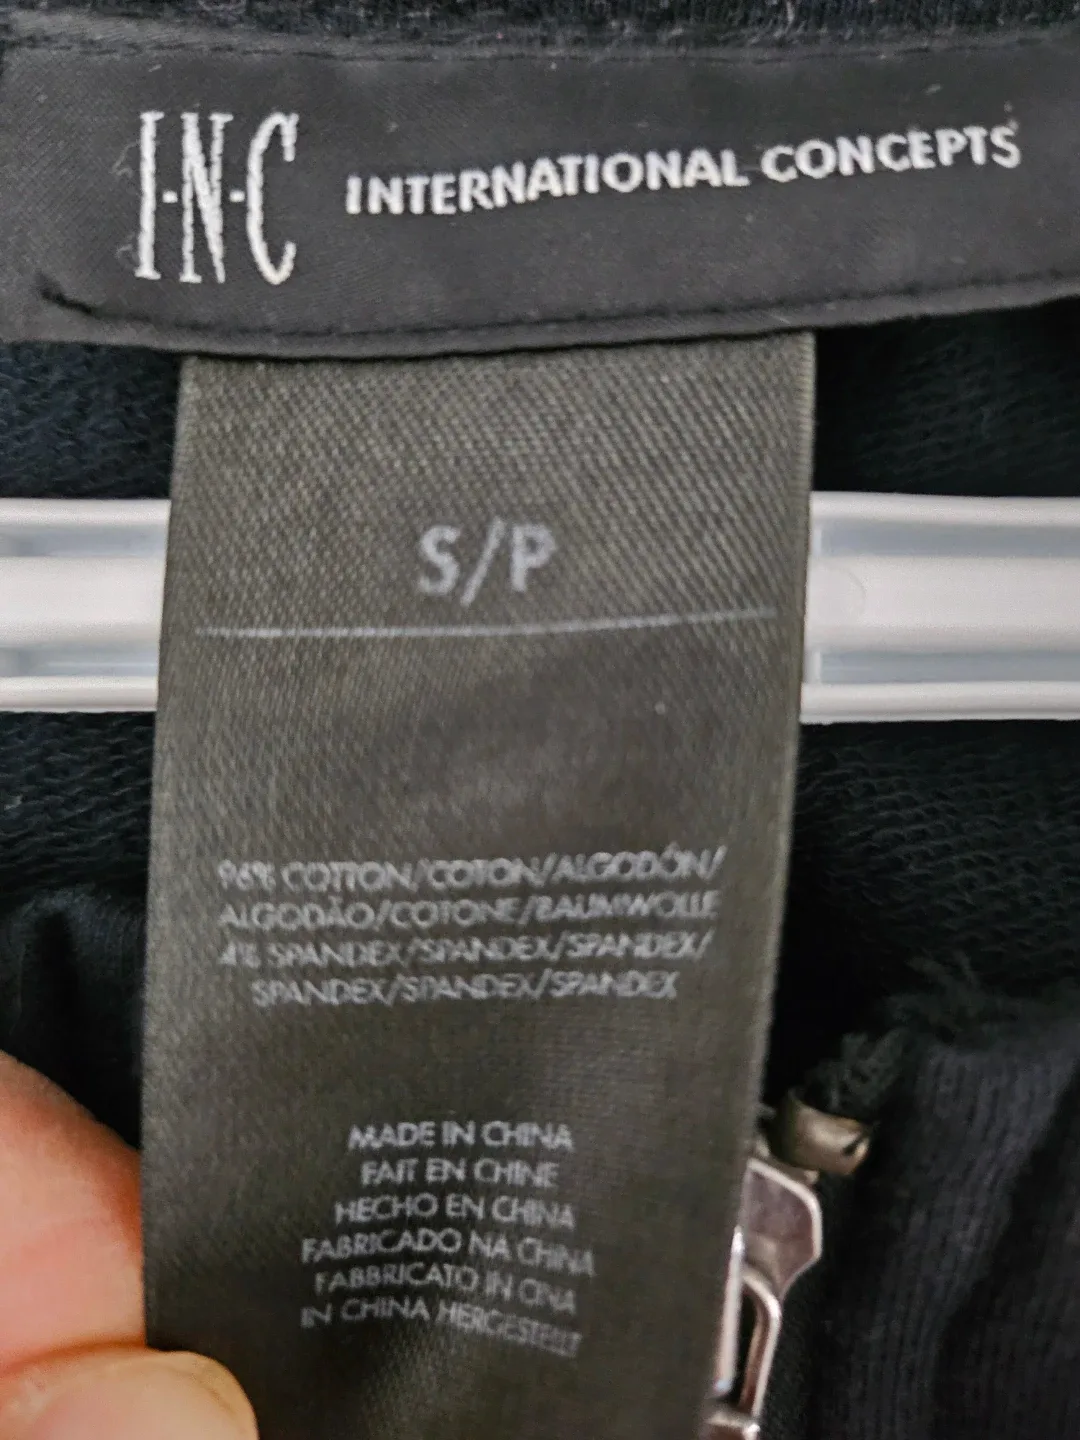 I·N·C INTERNATIONAL CONCEPTS
S/P
96% COTTON/COTON/ALGODÓN/
ALGODÃO/COTONE/BAUMWOLLE
4% SPANDEX/SPANDEX/SPANDEX/
SPANDEX/SPANDEX/SPANDEX
MADE IN CHINA
FAIT EN CHINE
HECHO EN CHINA
FABRICADO NA CHINA
FABBRICATO IN CINA
IN CHINA HERGESTELLT